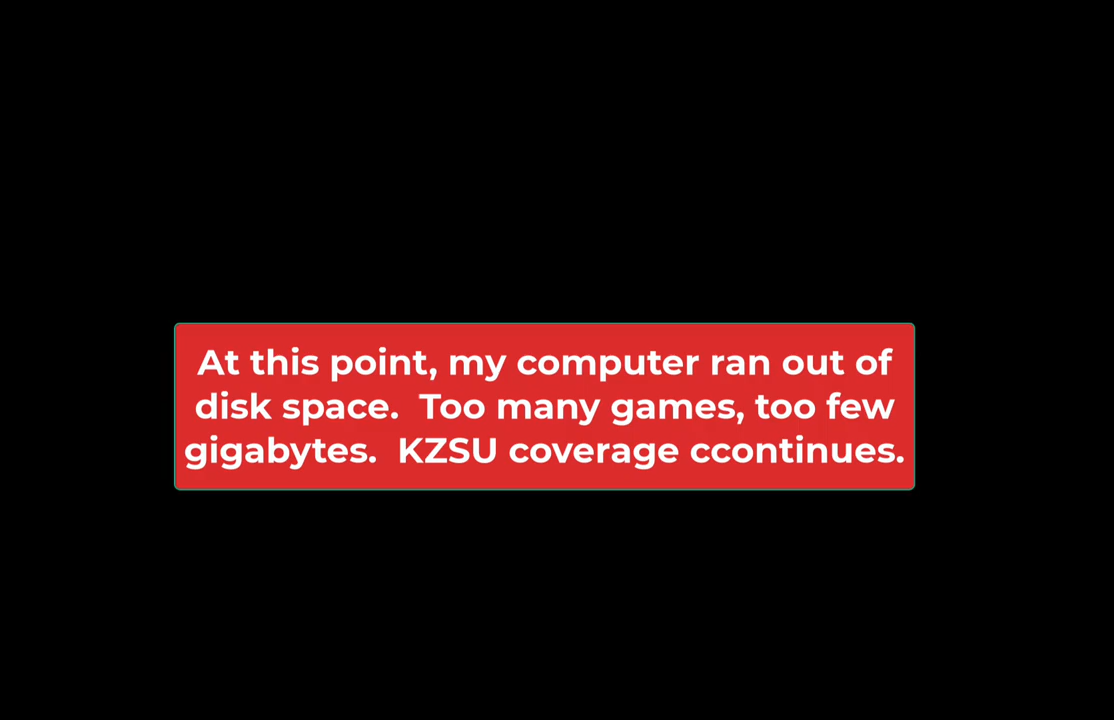 At this point, my computer ran out of
disk space.  Too many games, too few
gigabytes.  KZSU coverage ccontinues.